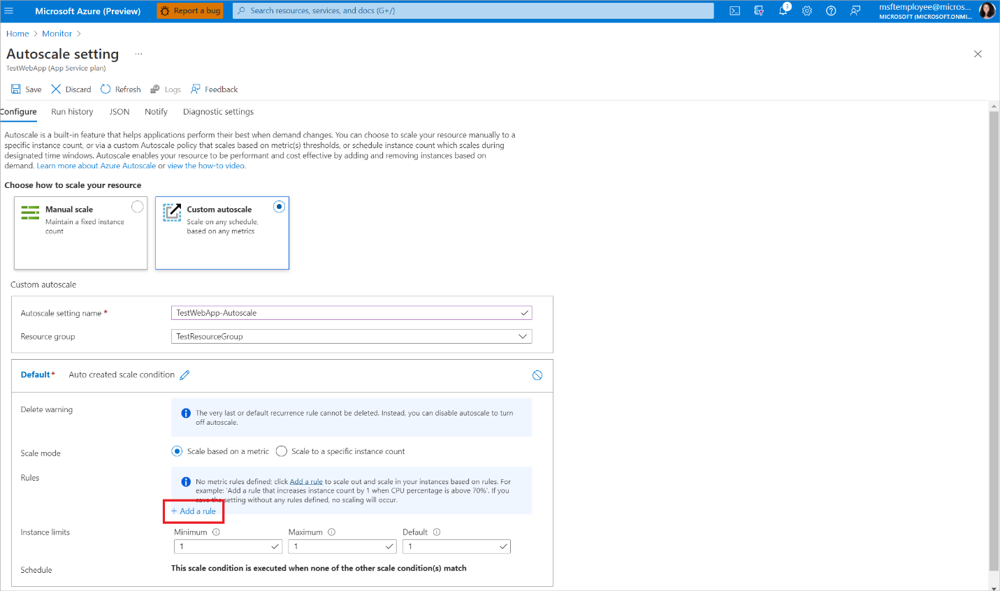 Microsoft Azure (Preview)
Report a bug
Search resources, services, and docs (G+/)
3
msftemployee@micros...
MICROSOFT (MICROSOFT.ONMI...
Home > Monitor >
Autoscale setting ...
TestWebApp (App Service plan)
Save Discard Refresh Logs Feedback
Configure Run history JSON Notify Diagnostic settings
Autoscale is a built-in feature that helps applications perform their best when demand changes. You can choose to scale your resource manually to a
specific instance count, or via a custom Autoscale policy that scales based on metric(s) thresholds, or schedule instance count which scales during
designated time windows. Autoscale enables your resource to be performant and cost effective by adding and removing instances based on
demand. Learn more about Azure Autoscale or view the how-to video.
Choose how to scale your resource
Manual scale
Maintain a fixed instance
count
Custom autoscale
Scale on any schedule,
based on any metrics
Custom autoscale
Autoscale setting name * TestWebApp-Autoscale
Resource group TestResourceGroup
Default* Auto created scale condition
Delete warning
The very last or default recurrence rule cannot be deleted. Instead, you can disable autoscale to turn
off autoscale.
Scale mode Scale based on a metric Scale to a specific instance count
Rules
No metric rules defined; click Add a rule to scale out and scale in your instances based on rules. For
example: 'Add a rule that increases instance count by 1 when CPU percentage is above 70%'. If you
save the setting without any rules defined, no scaling will occur.
+ Add a rule
Instance limits Minimum Maximum Default
1 1 1
Schedule This scale condition is executed when none of the other scale condition(s) match